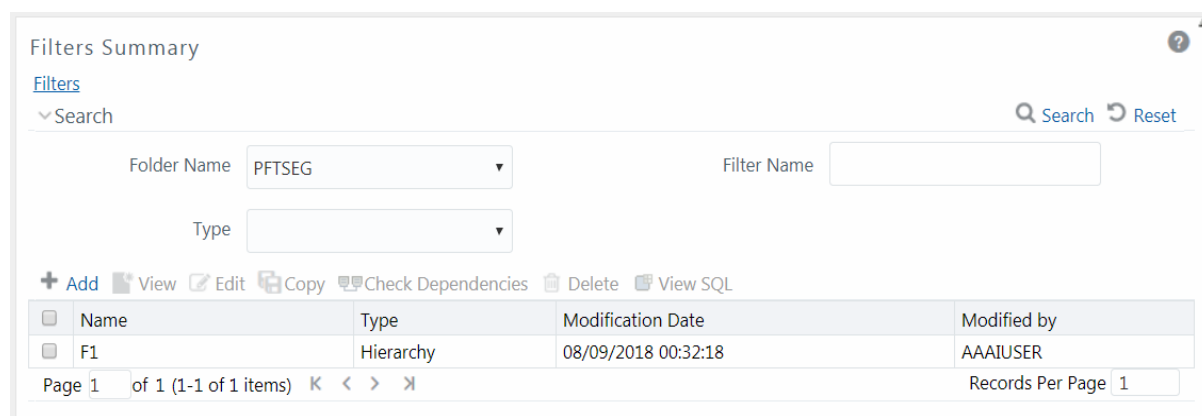 Filters Summary
Filters
Search Search Reset
Folder Name PFTSEG Filter Name
Type
Add View Edit Copy Check Dependencies Delete View SQL
Name Type Modification Date Modified by
F1 Hierarchy 08/09/2018 00:32:18 AAAIUSER
Page 1 of 1 (1-1 of 1 items) Records Per Page 1